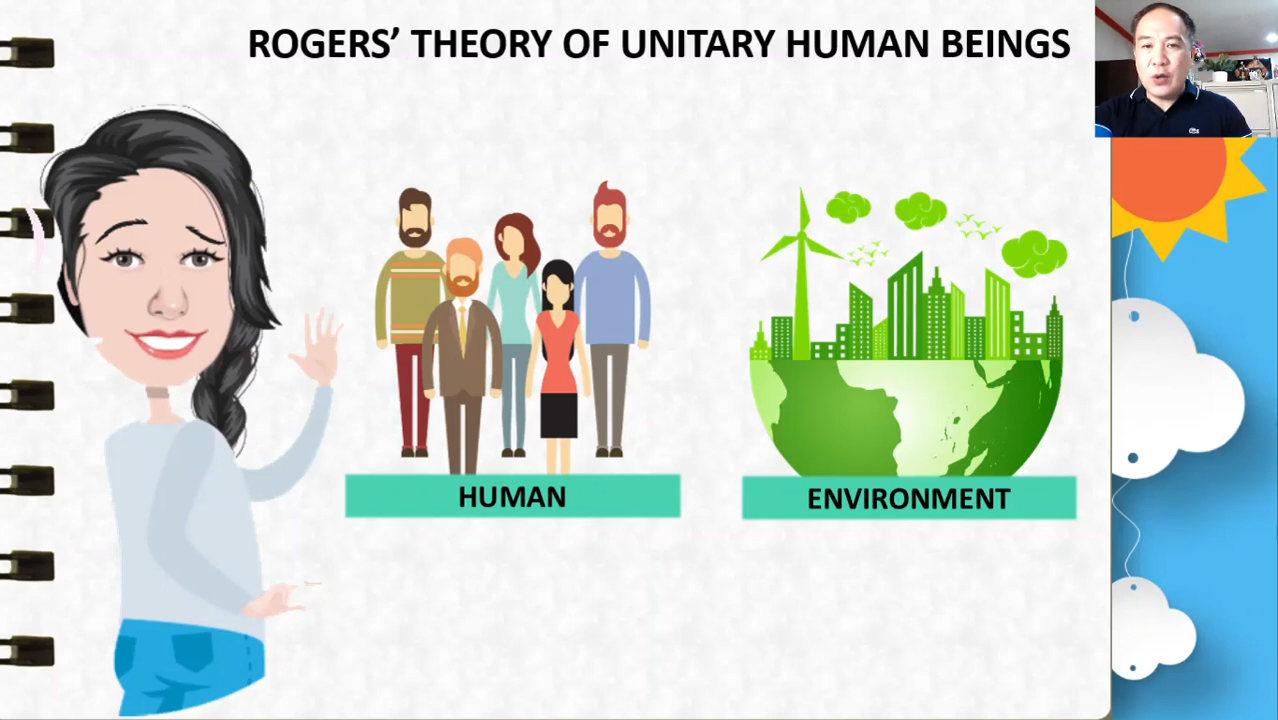 ROGERS’ THEORY OF UNITARY HUMAN BEINGS
HUMAN
ENVIRONMENT